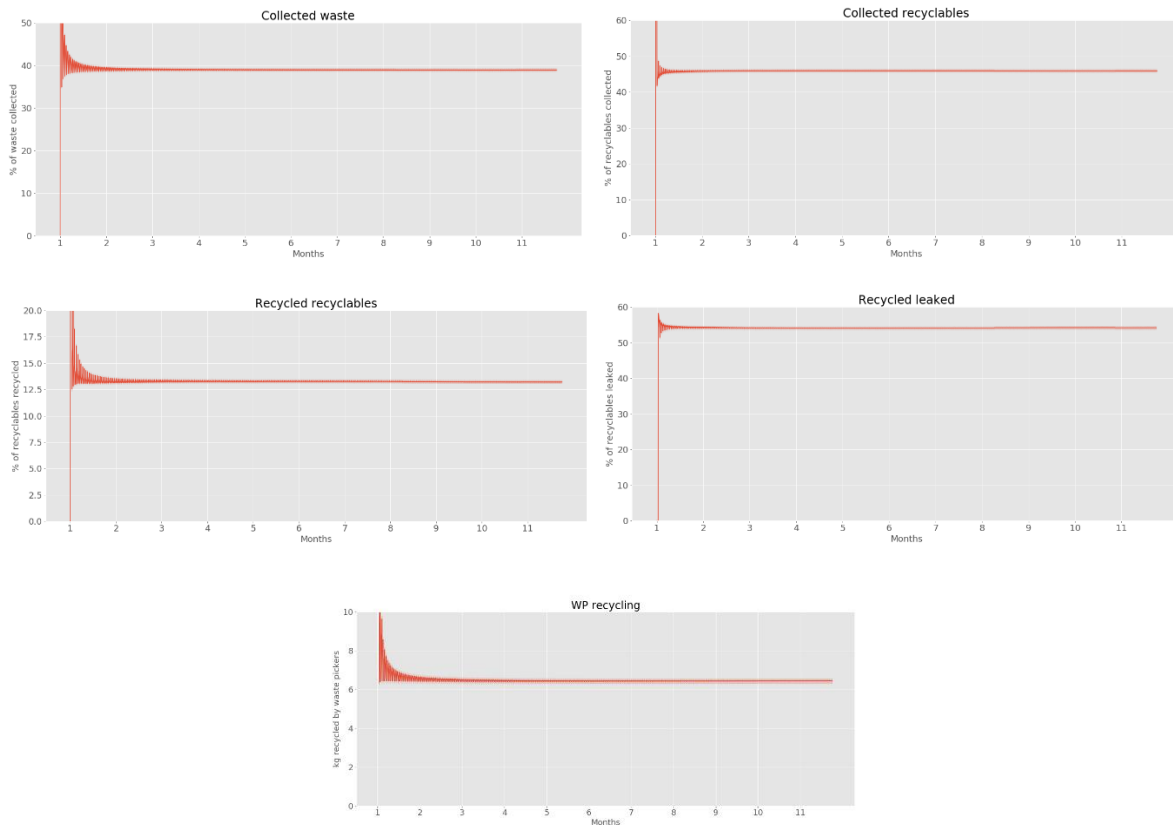 Collected waste
50
40
30
20
10
0
% of waste collected
1 2 3 4 5 6 7 8 9 10 11
Months
Collected recyclables
60
50
40
30
20
10
0
% of recyclables collected
1 2 3 4 5 6 7 8 9 10 11
Months
Recycled recyclables
20.0
17.5
15.0
12.5
10.0
7.5
5.0
2.5
0.0
% of recyclables recycled
1 2 3 4 5 6 7 8 9 10 11
Months
Recycled leaked
60
50
40
30
20
10
0
% of recyclables leaked
1 2 3 4 5 6 7 8 9 10 11
Months
WP recycling
10
8
6
4
2
0
kg recycled by waste pickers
1 2 3 4 5 6 7 8 9 10 11
Months